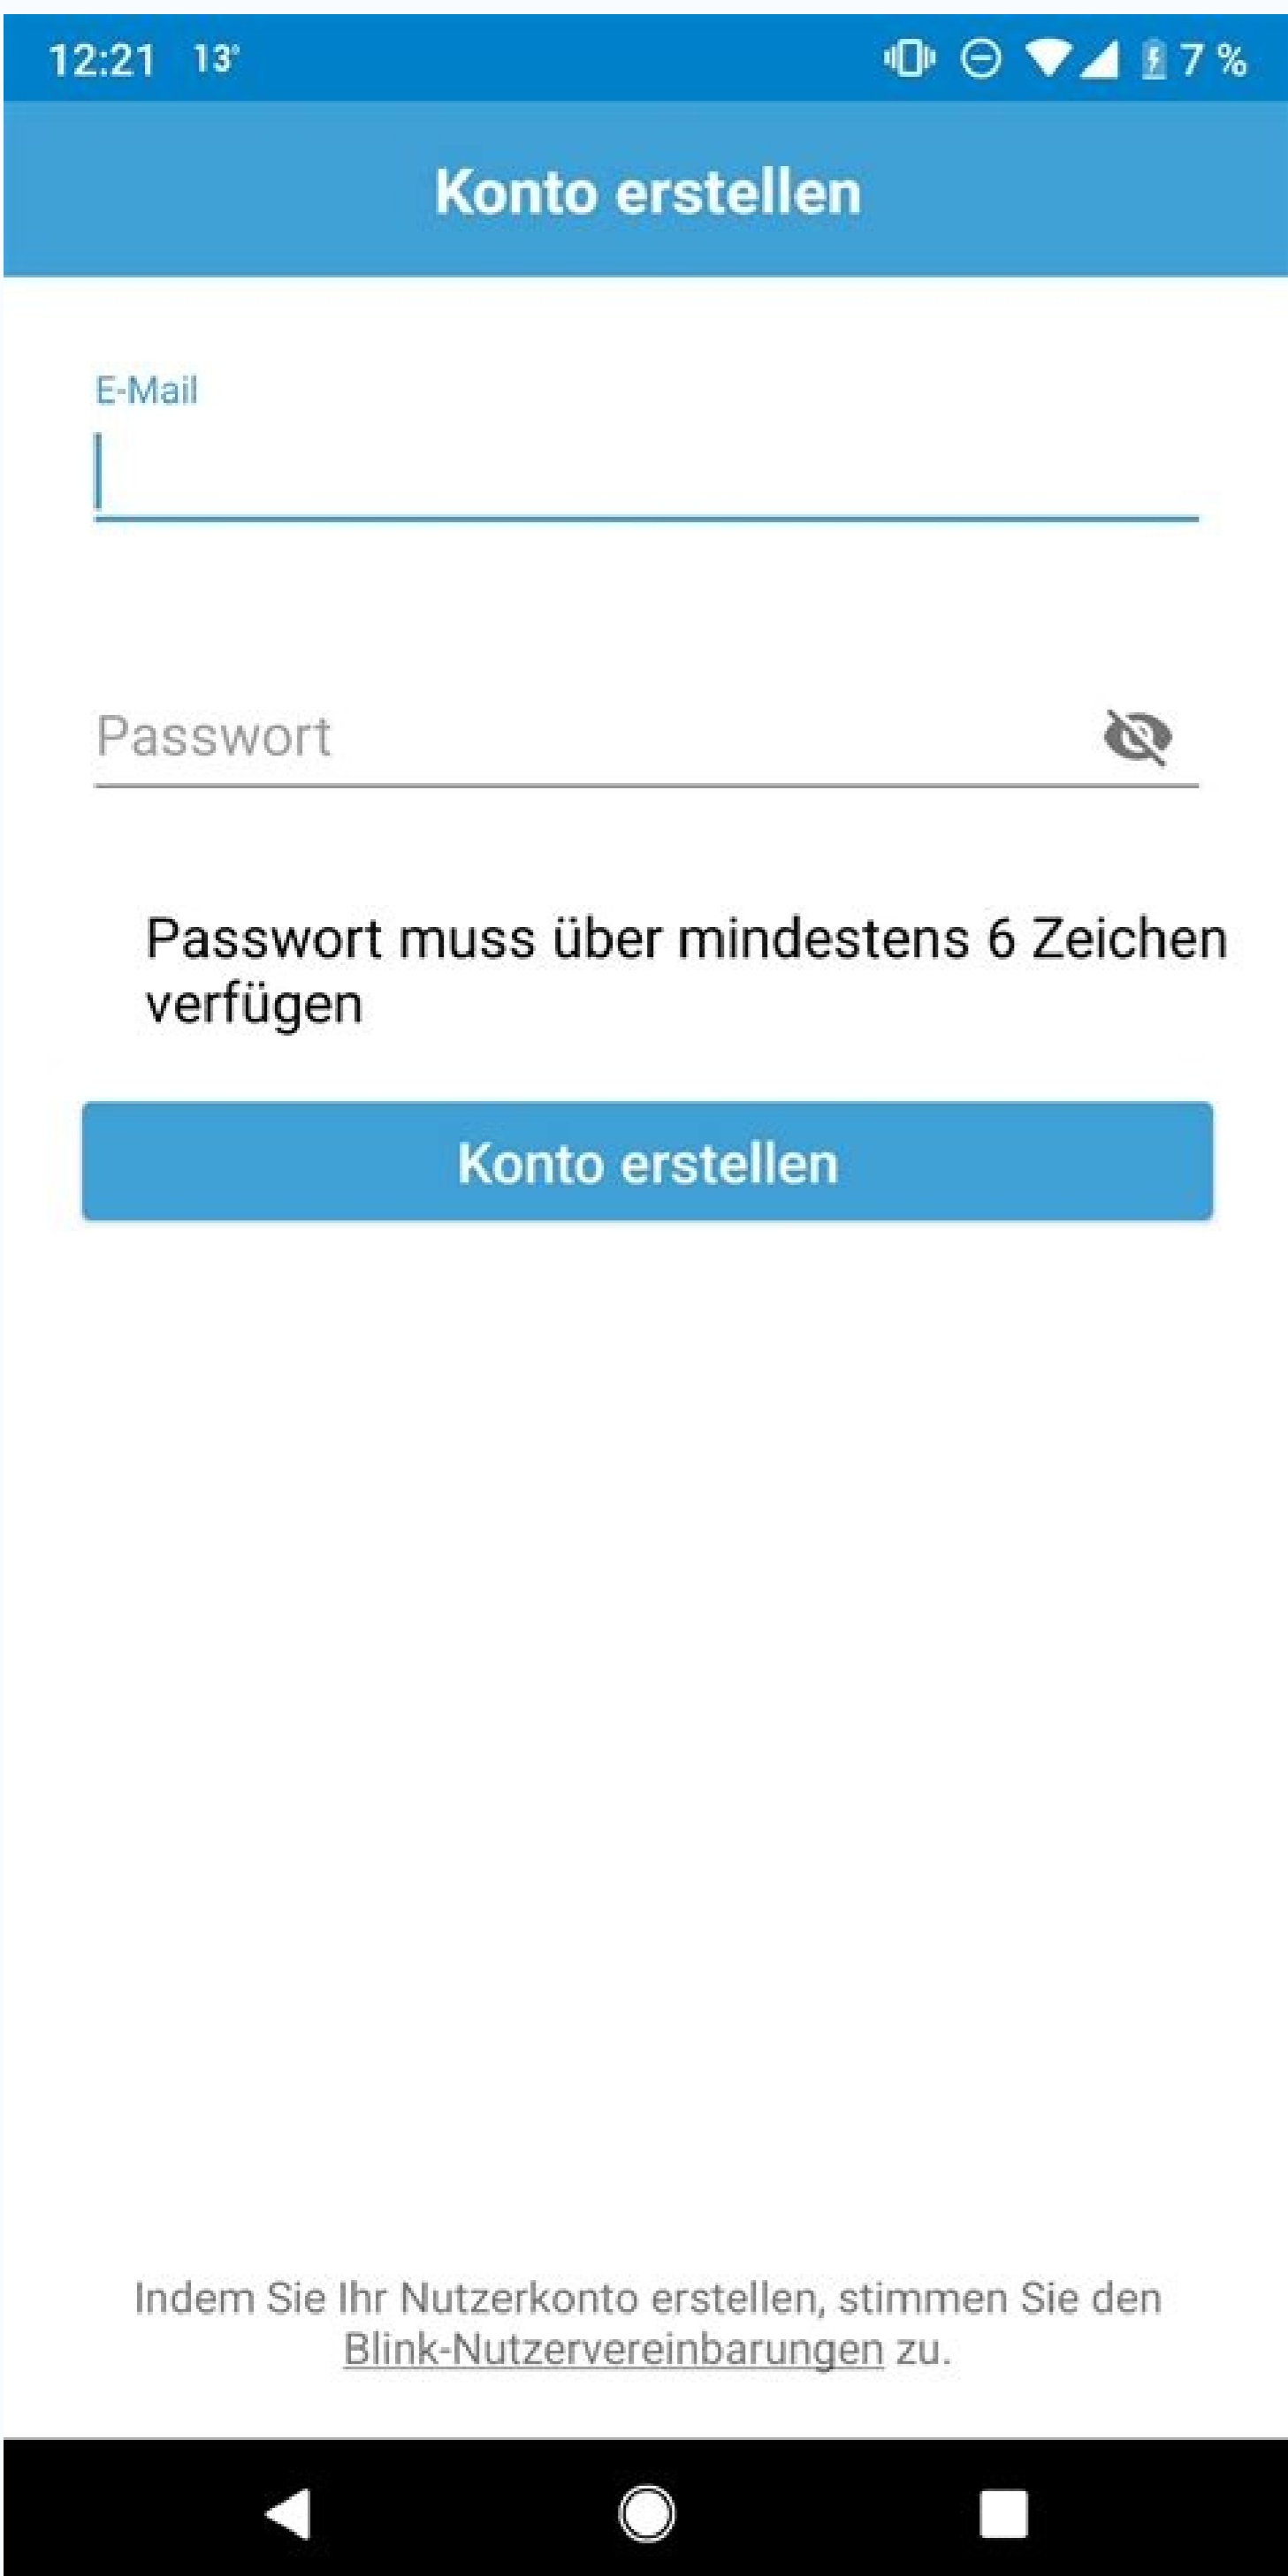 12:21 13° 7 %
Konto erstellen
E-Mail
Passwort
Passwort muss über mindestens 6 Zeichen
verfügen
Konto erstellen
Indem Sie Ihr Nutzerkonto erstellen, stimmen Sie den
Blink-Nutzervereinbarungen zu.